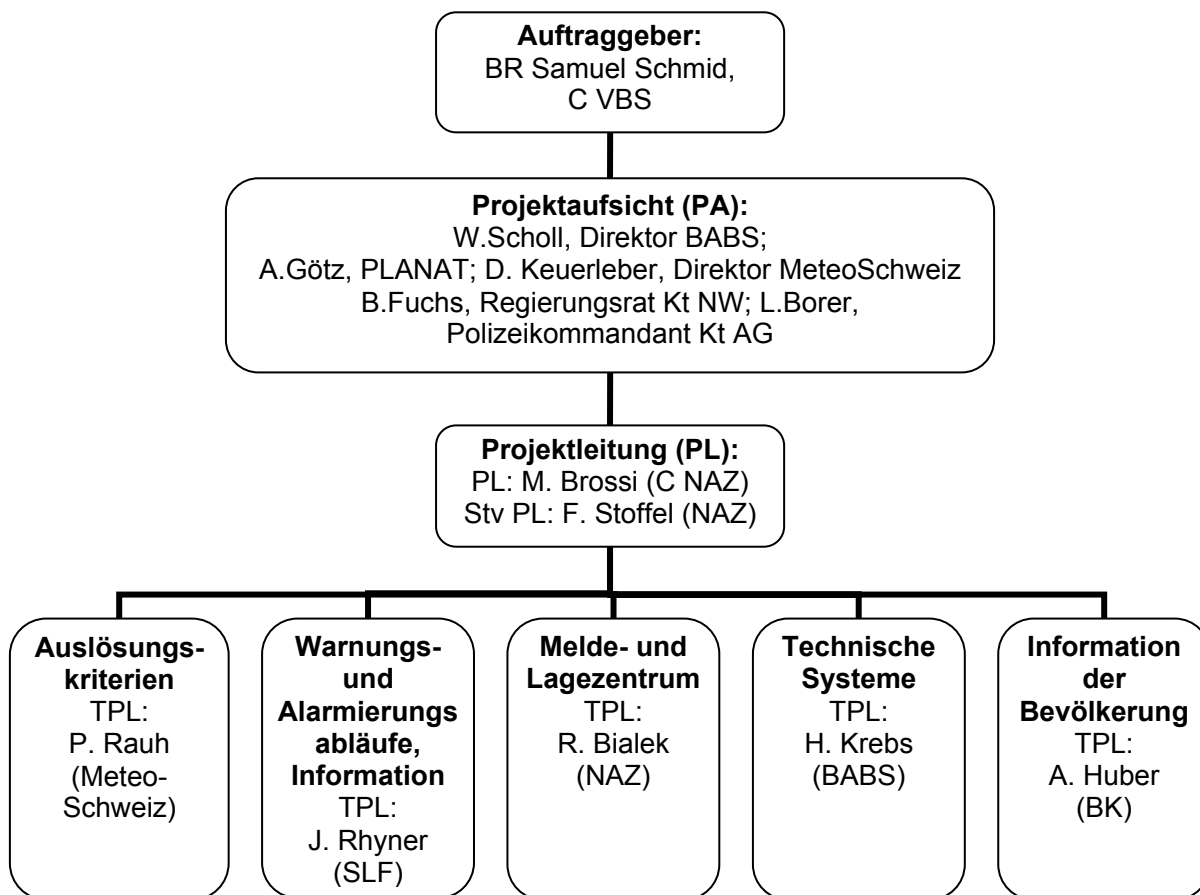 Auftraggeber:
BR Samuel Schmid,
C VBS
Projektaufsicht (PA):
W.Scholl, Direktor BABS;
A.Götz, PLANAT; D. Keuerleber, Direktor MeteoSchweiz
B.Fuchs, Regierungsrat Kt NW; L.Borer,
Polizeikommandant Kt AG
Projektleitung (PL):
PL: M. Brossi (C NAZ)
Stv PL: F. Stoffel (NAZ)
Auslösungs-
kriterien
TPL:
P. Rauh
(Meteo-
Schweiz)
Warnungs-
und
Alarmierungs
abläufe,
Information
TPL:
J. Rhyner
(SLF)
Melde- und
Lagezentrum
TPL:
R. Bialek
(NAZ)
Technische
Systeme
TPL:
H. Krebs
(BABS)
Information
der
Bevölkerung
TPL:
A. Huber
(BK)